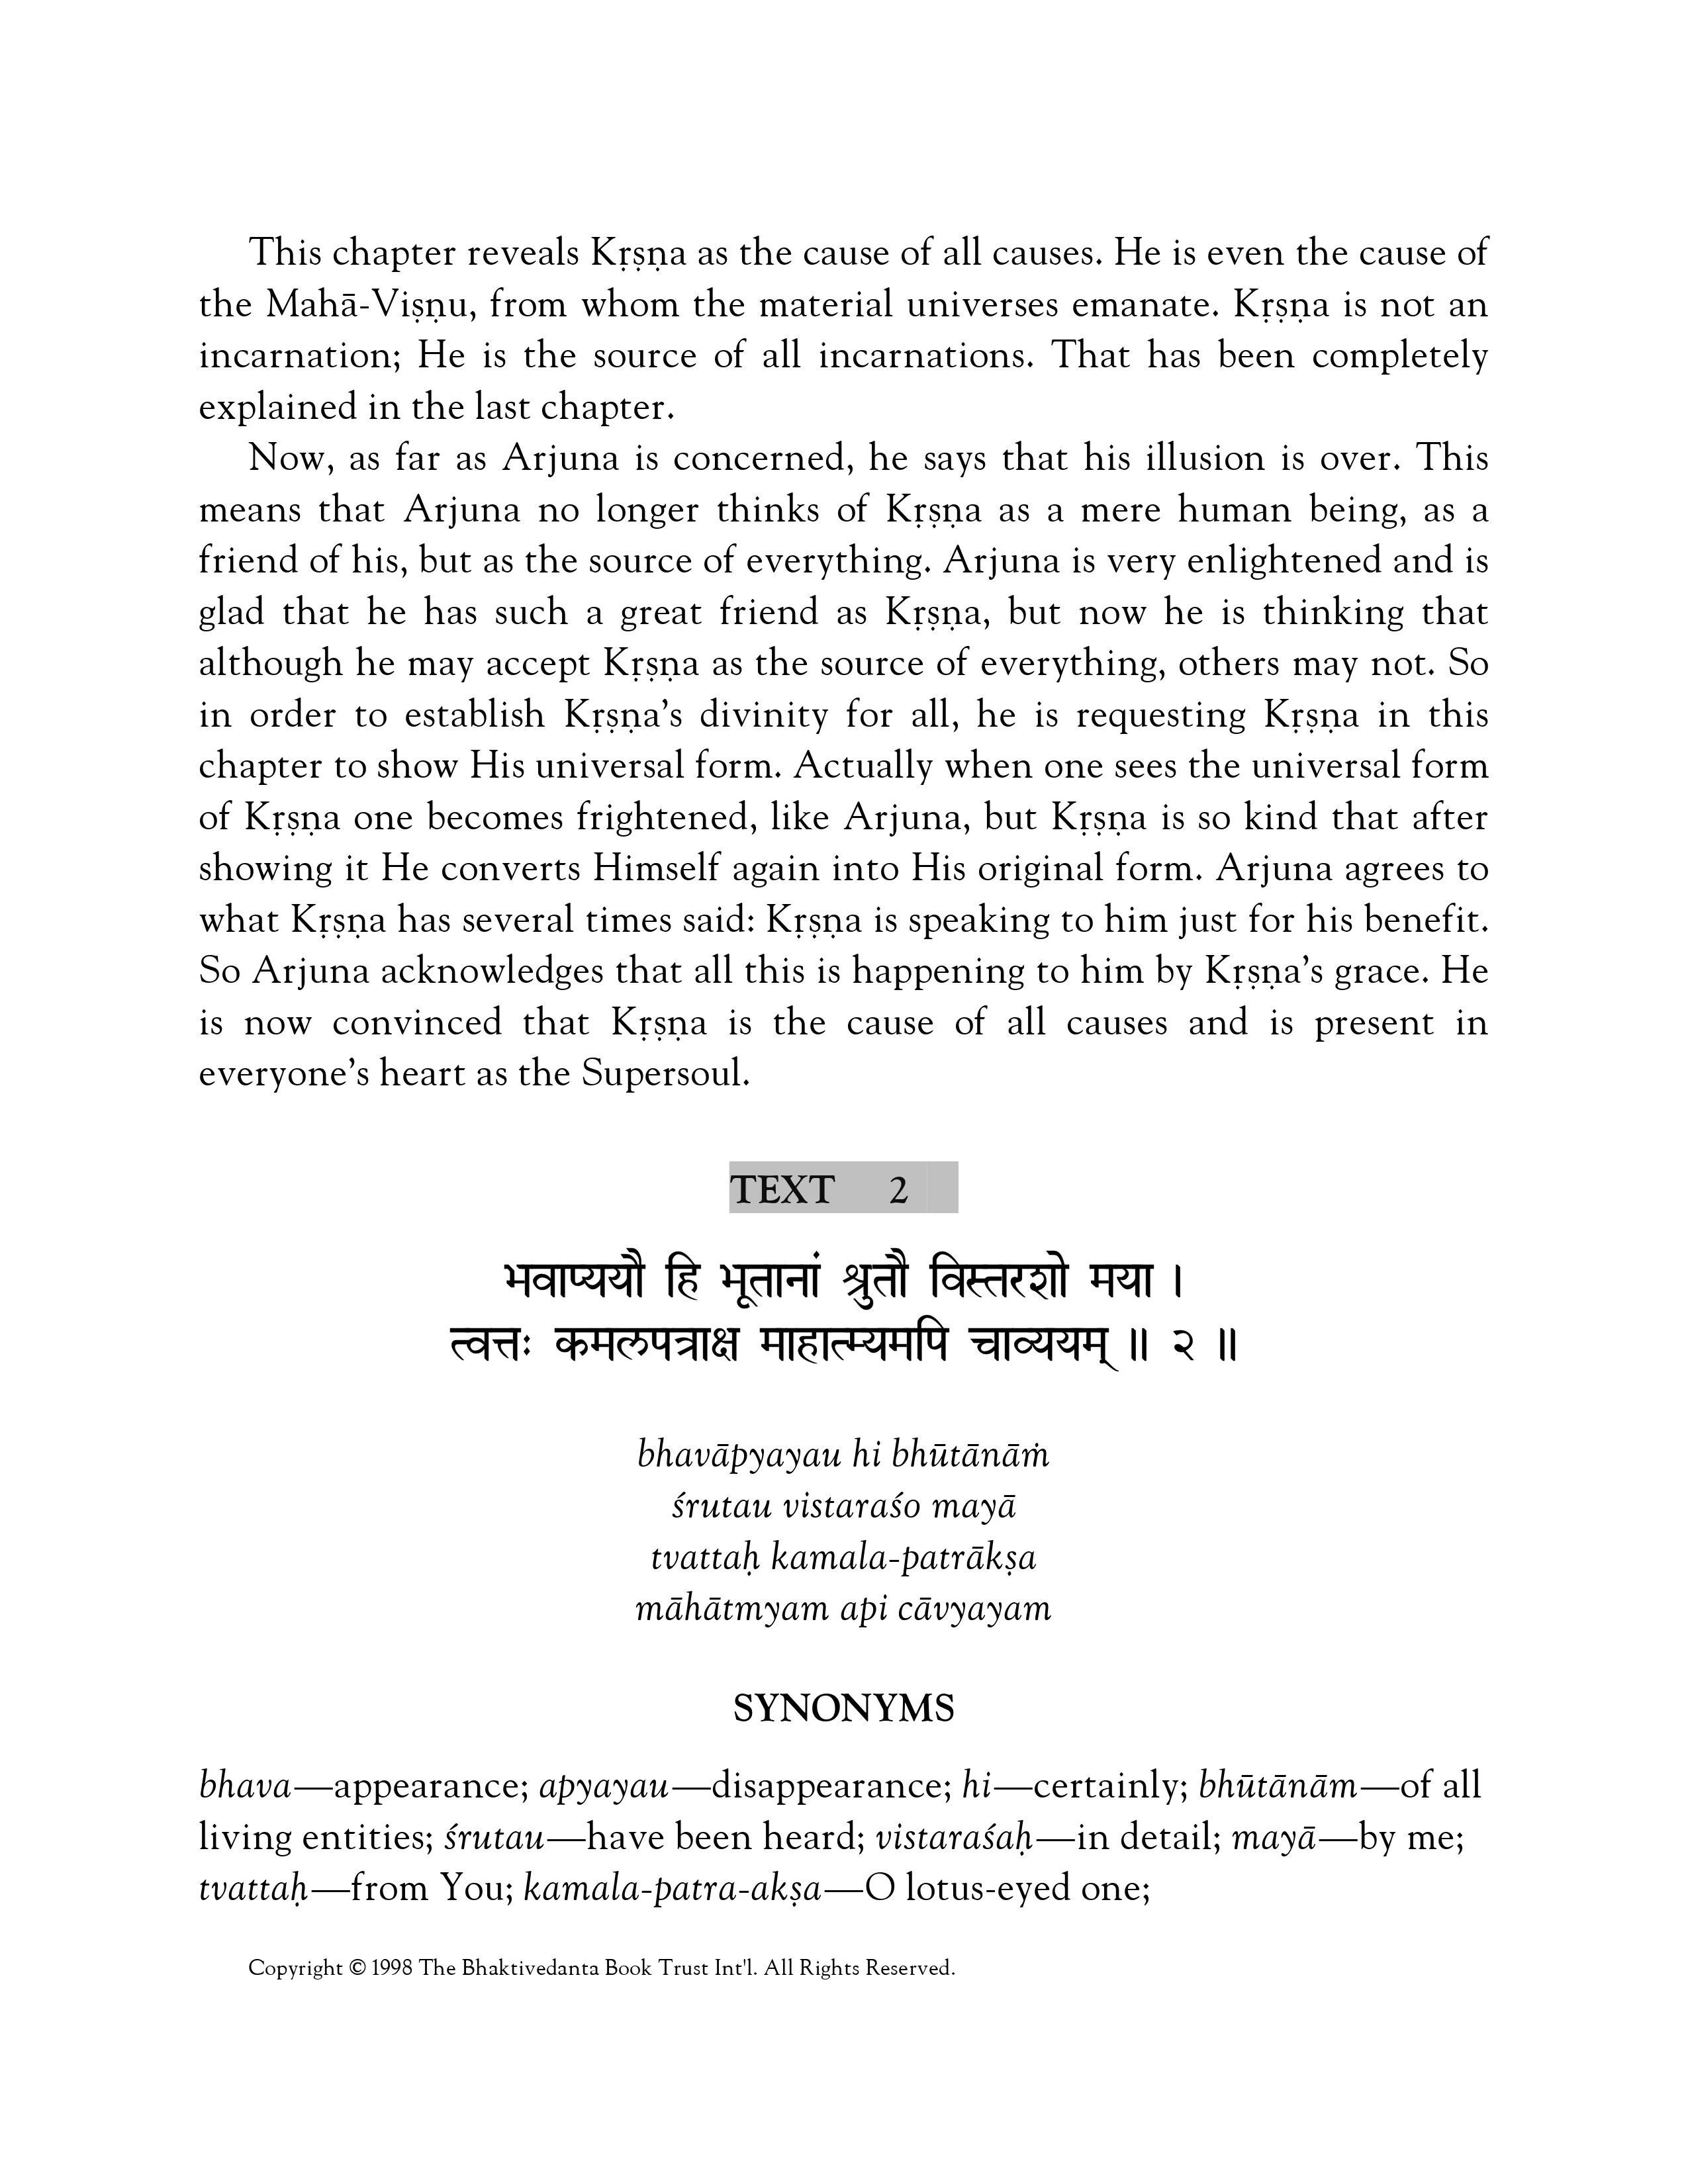 This chapter reveals Kṛṣṇa as the cause of all causes. He is even the cause of
the Mahā-Viṣṇu, from whom the material universes emanate. Kṛṣṇa is not an
incarnation; He is the source of all incarnations. That has been completely
explained in the last chapter.
Now, as far as Arjuna is concerned, he says that his illusion is over. This
means that Arjuna no longer thinks of Kṛṣṇa as a mere human being, as a
friend of his, but as the source of everything. Arjuna is very enlightened and is
glad that he has such a great friend as Kṛṣṇa, but now he is thinking that
although he may accept Kṛṣṇa as the source of everything, others may not. So
in order to establish Kṛṣṇa’s divinity for all, he is requesting Kṛṣṇa in this
chapter to show His universal form. Actually when one sees the universal form
of Kṛṣṇa one becomes frightened, like Arjuna, but Kṛṣṇa is so kind that after
showing it He converts Himself again into His original form. Arjuna agrees to
what Kṛṣṇa has several times said: Kṛṣṇa is speaking to him just for his benefit.
So Arjuna acknowledges that all this is happening to him by Kṛṣṇa’s grace. He
is now convinced that Kṛṣṇa is the cause of all causes and is present in
everyone’s heart as the Supersoul.
TEXT 2
भवाप्ययौ हि भूतानां श्रुतौ विस्तरशो मया ।
त्वत्तः कमलपत्राक्ष माहात्म्यमपि चाव्ययम् ॥ २ ॥
bhavāpyayau hi bhūtānāṁ
śrutau vistaraśo mayā
tvattaḥ kamala-patrākṣa
māhātmyam api cāvyayam
SYNONYMS
bhava—appearance; apyayau—disappearance; hi—certainly; bhūtānām—of all
living entities; śrutau—have been heard; vistaraśaḥ—in detail; mayā—by me;
tvattaḥ—from You; kamala-patra-akṣa—O lotus-eyed one;
Copyright © 1998 The Bhaktivedanta Book Trust Int'l. All Rights Reserved.